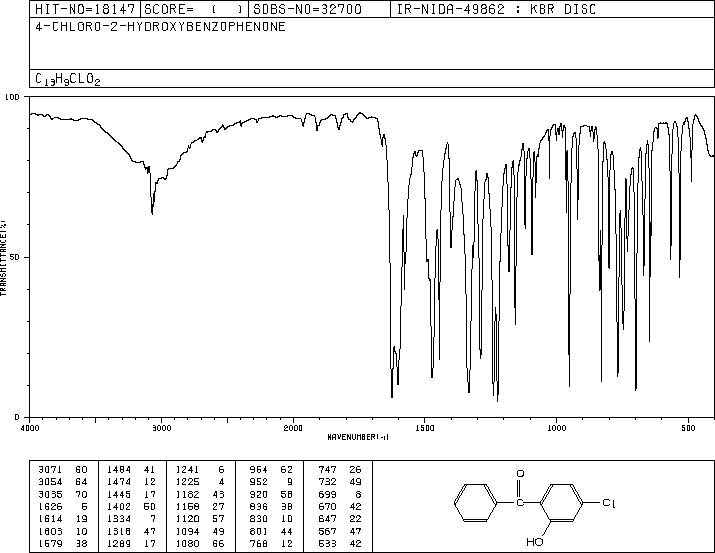 HIT-NO=18147 SCORE= ( ) SDBS-NO=32700 IR-NIDA-49862 : KBR DISC
4-CHLORO-2-HYDROXYBENZOPHENONE
C13H9CLO2
100
50
0
TRANSMITTANCE(%)
4000 3000 2000 1500 1000 500
WAVENUMBER(-1)
3071 60 1484 41 1241 6 964 62 747 26
3054 64 1474 12 1225 4 952 9 732 49
3035 70 1445 17 1182 43 920 58 699 8
1626 6 1402 50 1158 27 836 38 670 42
1614 19 1334 7 1120 57 830 10 647 22
1603 10 1318 47 1094 49 801 44 567 47
1579 38 1289 17 1080 66 768 12 533 42
O
C
Cl
HO